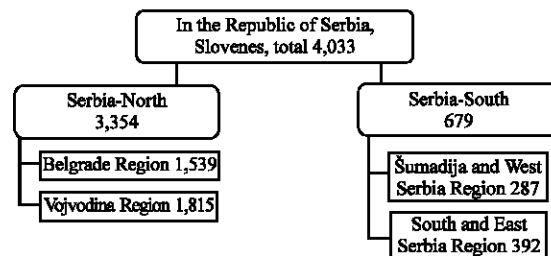 In the Republic of Serbia,
Slovenes, total 4,033
Serbia-North
3,354
Belgrade Region 1,539
Vojvodina Region 1,815
Serbia-South
679
Šumadija and West
Serbia Region 287
South and East
Serbia Region 392